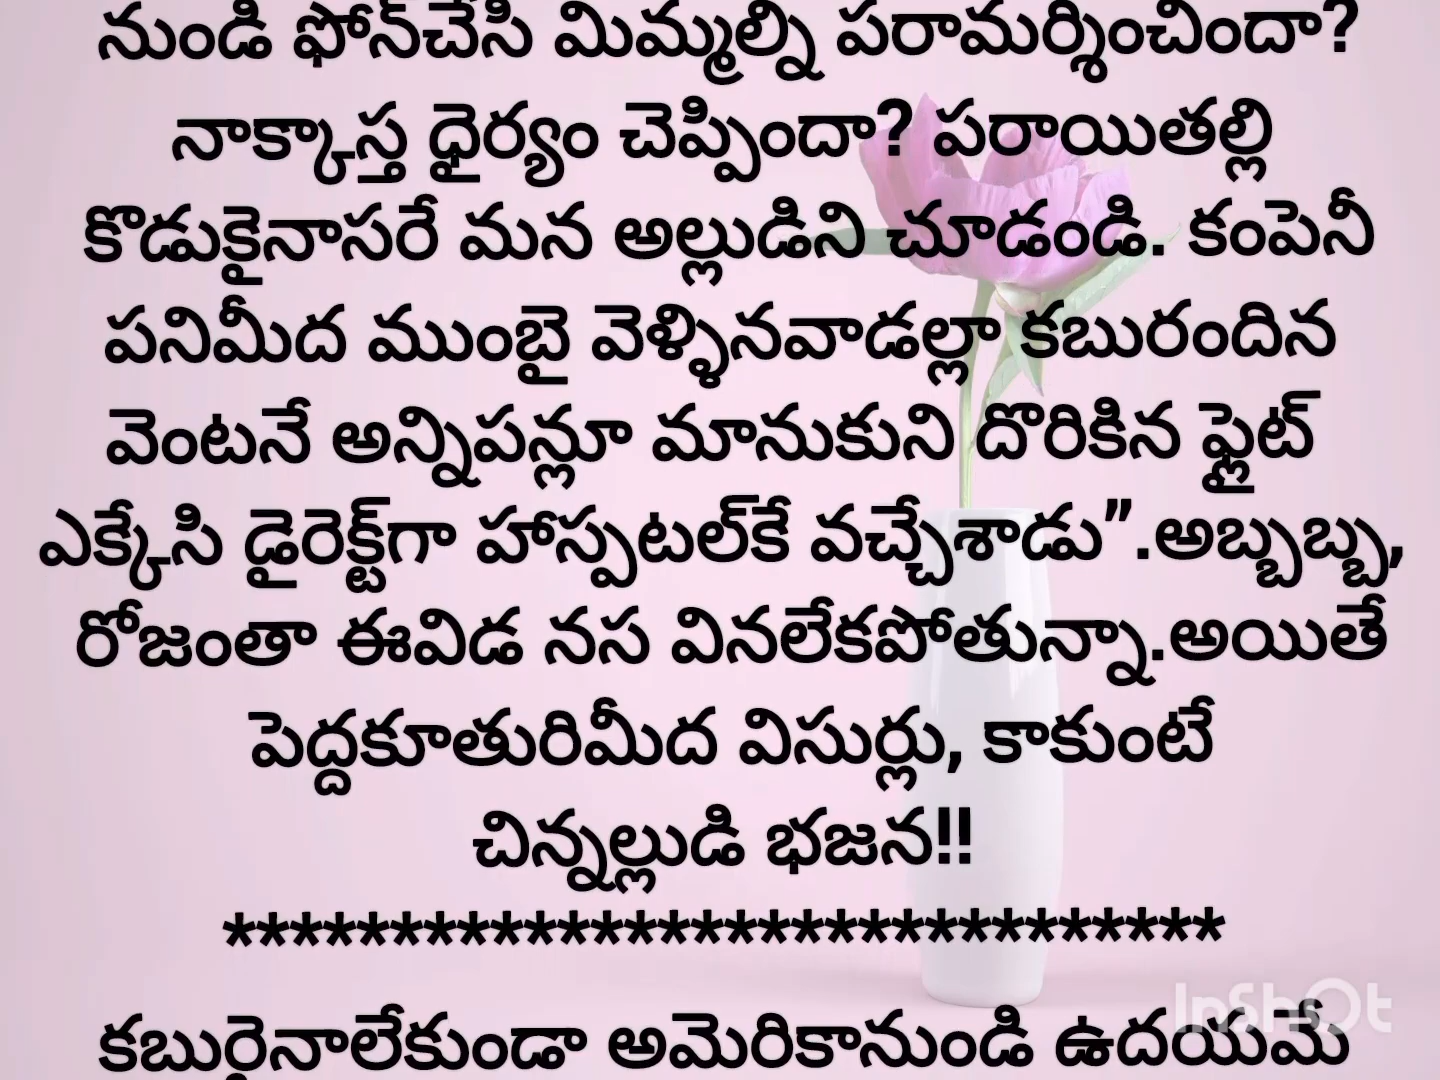 నుండి ఫోన్‌చేసి మిమ్మల్ని పరామర్శించిందా?
నాక్కాస్త ధైర్యం చెప్పిందా? పరాయితల్లి
కొడుకైనాసరే మన అల్లుడిని చూడండి. కంపెనీ
పనిమీద ముంబై వెళ్ళినవాడల్లా కబురందిన
వెంటనే అన్నిపన్లూ మానుకుని దొరికిన ఫ్లైట్
ఎక్కేసి డైరెక్ట్‌గా హాస్పటల్‌కే వచ్చేశాడు”.అబ్బబ్బ,
రోజంతా ఈవిడ నస వినలేకపోతున్నా.అయితే
పెద్దకూతురిమీద విసుర్లు, కాకుంటే
చిన్నల్లుడి భజన!!
********************************
కబురైనాలేకుండా అమెరికానుండి ఉదయమే
InShOt